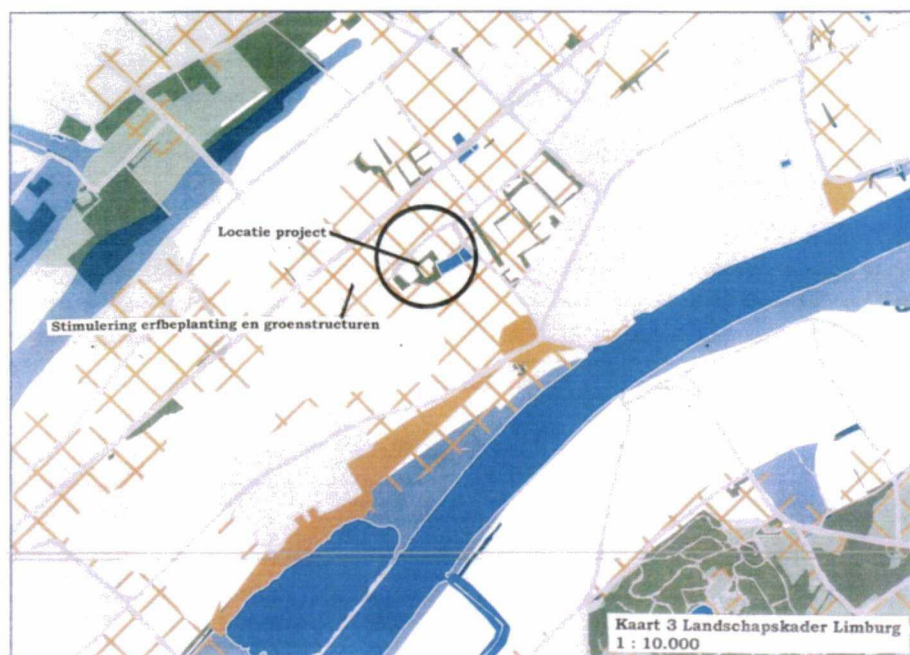 Locatie project
Stimulering erfbeplanting en groenstructuren
Kaart 3 Landschapskader Limburg
1 : 10.000